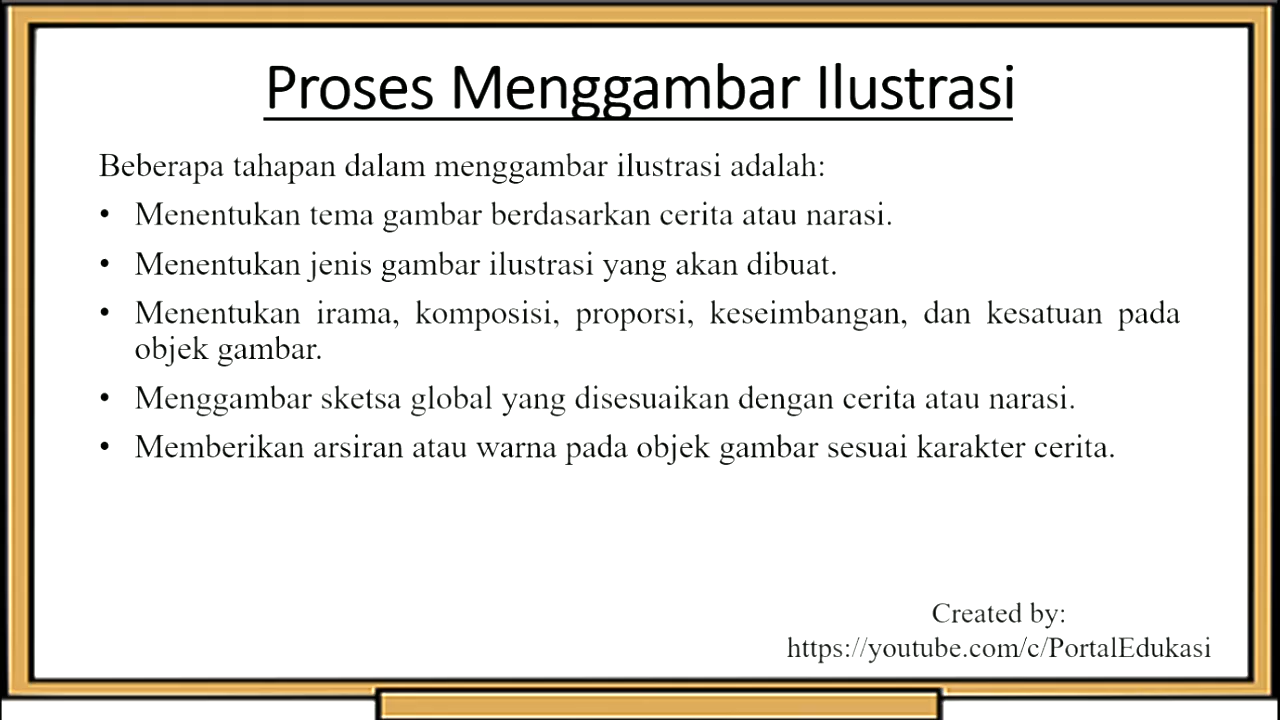 Proses Menggambar Ilustrasi
Beberapa tahapan dalam menggambar ilustrasi adalah:
• Menentukan tema gambar berdasarkan cerita atau narasi.
• Menentukan jenis gambar ilustrasi yang akan dibuat.
• Menentukan irama, komposisi, proporsi, keseimbangan, dan kesatuan pada
objek gambar.
• Menggambar sketsa global yang disesuaikan dengan cerita atau narasi.
• Memberikan arsiran atau warna pada objek gambar sesuai karakter cerita.
Created by:
https://youtube.com/c/PortalEdukasi